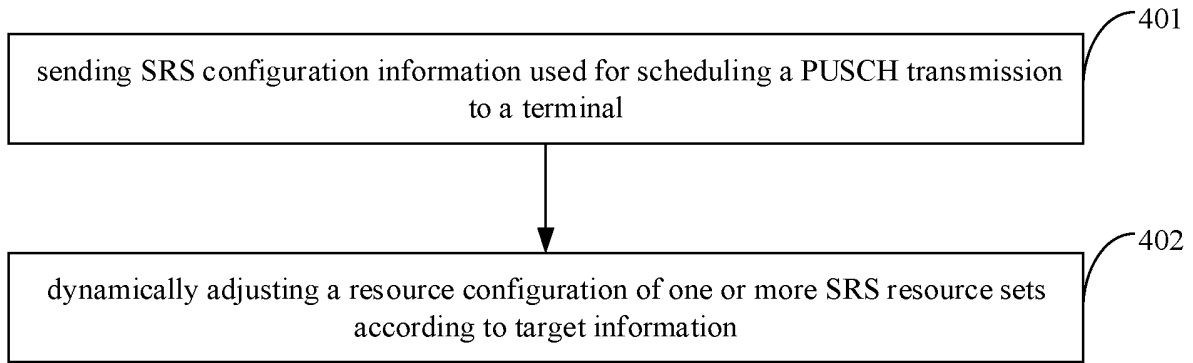 401
sending SRS configuration information used for scheduling a PUSCH transmission
to a terminal
402
dynamically adjusting a resource configuration of one or more SRS resource sets
according to target information